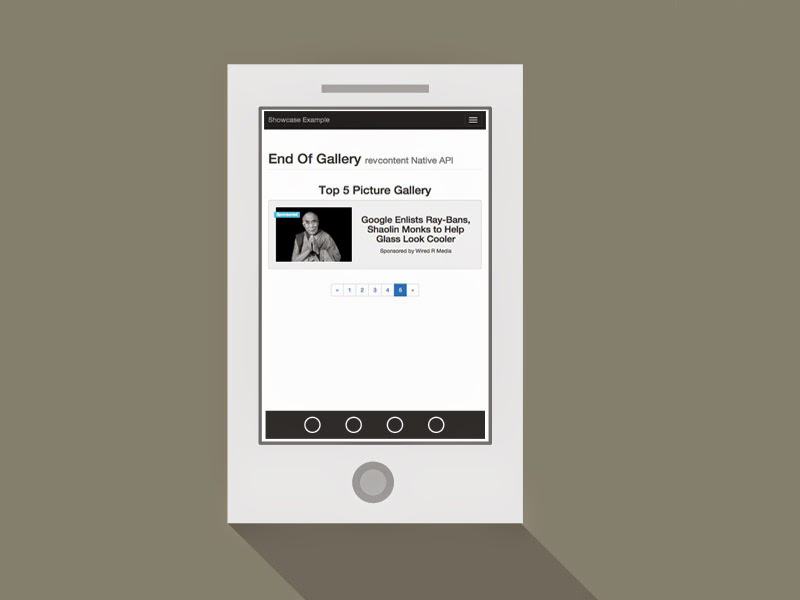 Showcase Example
End Of Gallery revcontent Native API
Top 5 Picture Gallery
Sponsored
Google Enlists Ray-Bans,
Shaolin Monks to Help
Glass Look Cooler
Sponsored by Wired R Media
« 1 2 3 4 5 »